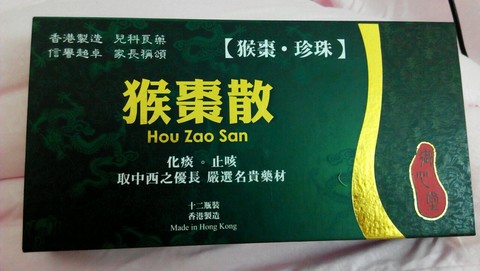 香港製造 兒科良藥
信譽超卓 家長稱頌
【猴棗・珍珠】
猴棗散
Hou Zao San
化痰。止咳
取中西之優長 嚴選名貴藥材
十二瓶裝
香港製造
Made in Hong Kong